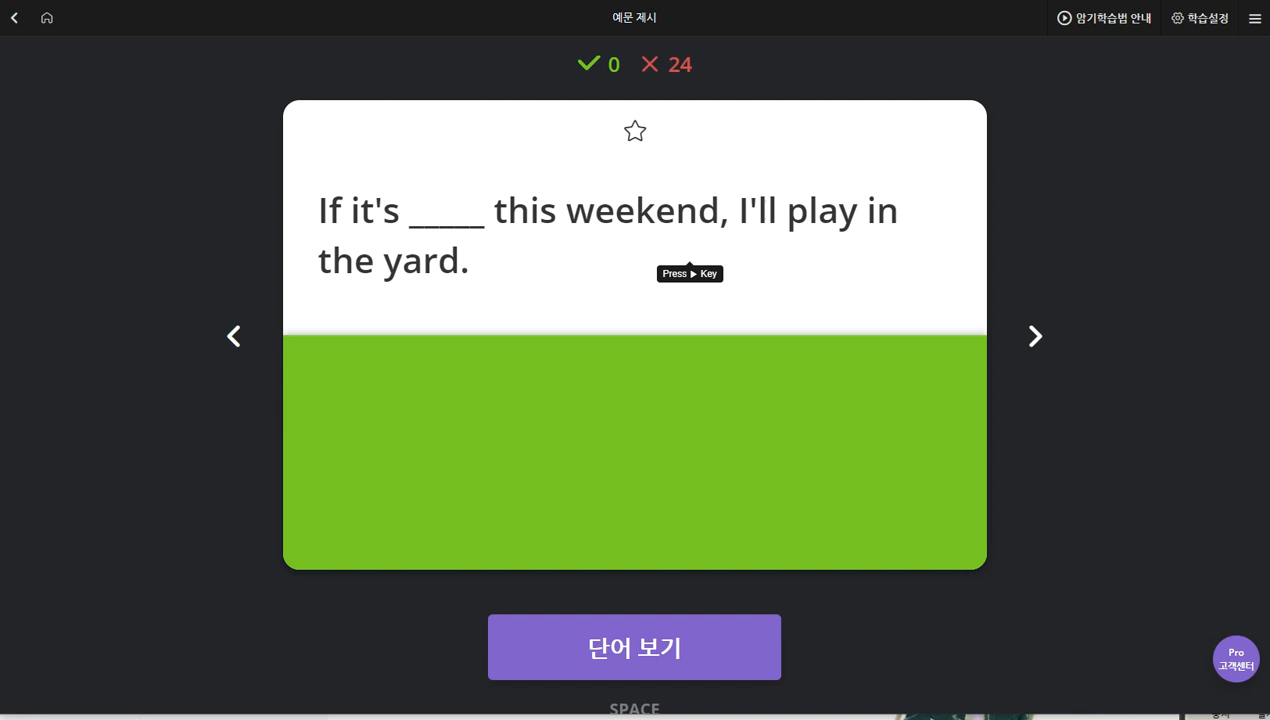 예문 제시
암기학습법 안내
학습설정
0
24
If it's _____ this weekend, I'll play in
the yard.
Press ▶ Key
단어 보기
Pro
고객센터
SPACE